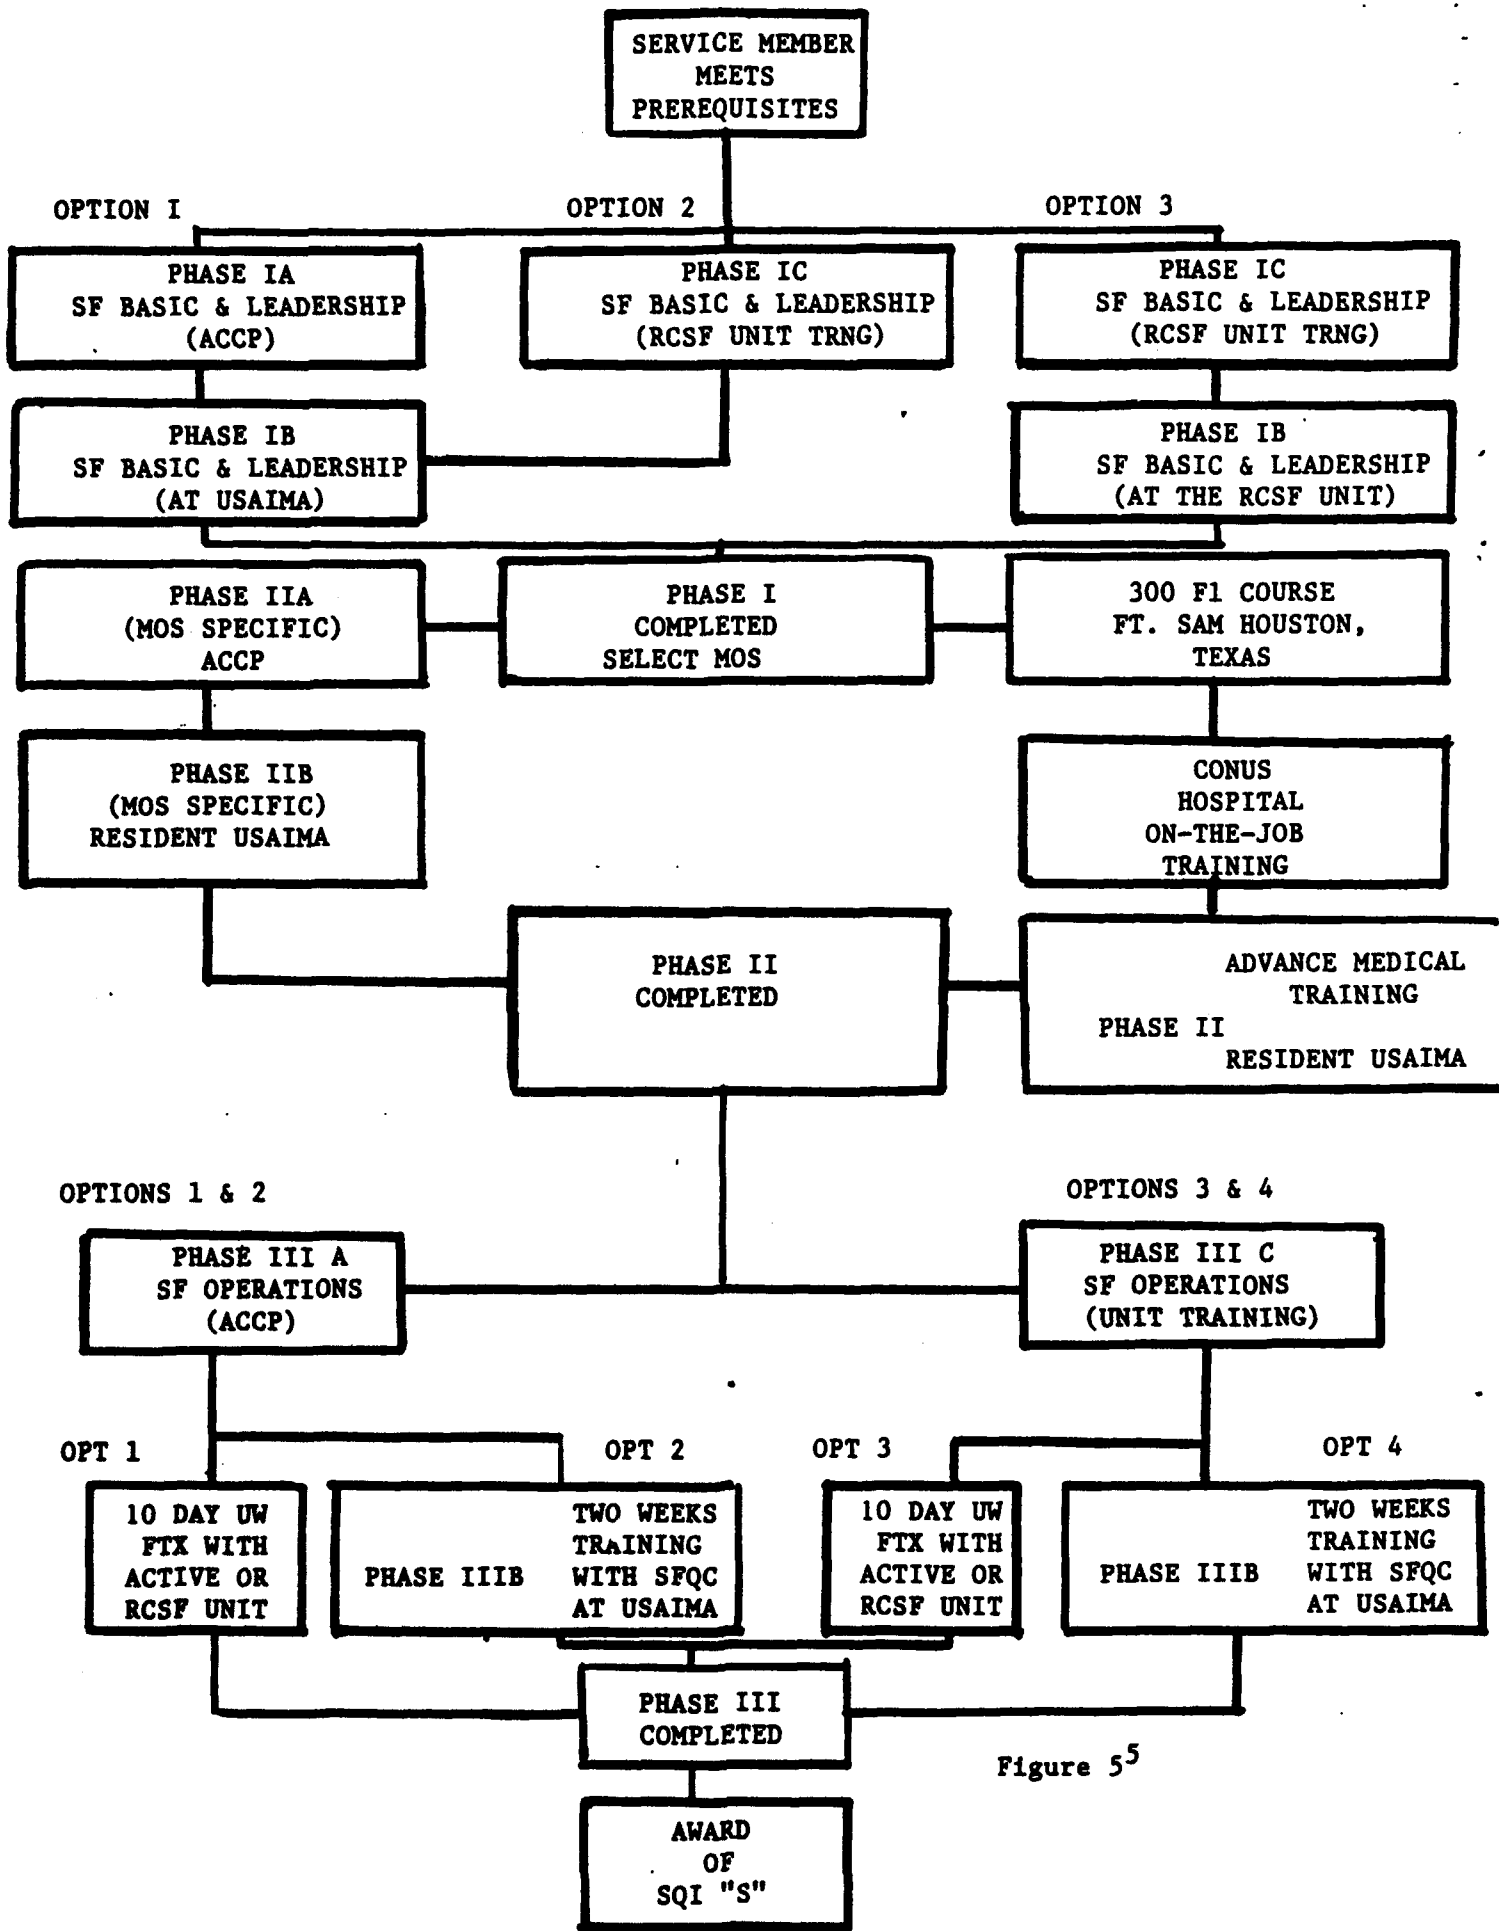 SERVICE MEMBER
MEETS
PREREQUISITES
OPTION I
OPTION 2
OPTION 3
PHASE IA
SF BASIC & LEADERSHIP
(ACCP)
PHASE IC
SF BASIC & LEADERSHIP
(RCSF UNIT TRNG)
PHASE IC
SF BASIC & LEADERSHIP
(RCSF UNIT TRNG)
PHASE IB
SF BASIC & LEADERSHIP
(AT USAIMA)
PHASE IB
SF BASIC & LEADERSHIP
(AT THE RCSF UNIT)
PHASE IIA
(MOS SPECIFIC)
ACCP
PHASE I
COMPLETED
SELECT MOS
300 F1 COURSE
FT. SAM HOUSTON,
TEXAS
PHASE IIB
(MOS SPECIFIC)
RESIDENT USAIMA
CONUS
HOSPITAL
ON-THE-JOB
TRAINING
PHASE II
COMPLETED
ADVANCE MEDICAL
TRAINING
PHASE II
RESIDENT USAIMA
OPTIONS 1 & 2
OPTIONS 3 & 4
PHASE III A
SF OPERATIONS
(ACCP)
PHASE III C
SF OPERATIONS
(UNIT TRAINING)
OPT 1
OPT 2
OPT 3
OPT 4
10 DAY UW
FTX WITH
ACTIVE OR
RCSF UNIT
TWO WEEKS
TRAINING
PHASE IIIB WITH SFQC
AT USAIMA
10 DAY UW
FTX WITH
ACTIVE OR
RCSF UNIT
TWO WEEKS
TRAINING
PHASE IIIB WITH SFQC
AT USAIMA
PHASE III
COMPLETED
Figure 5⁵
AWARD
OF
SQI "S"